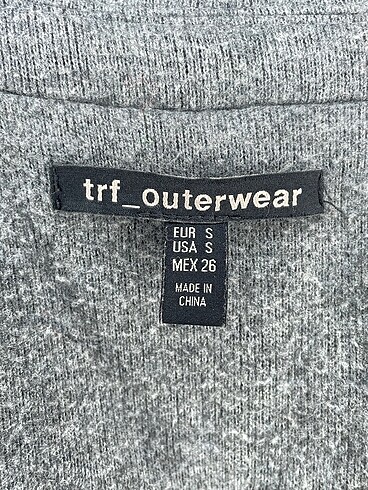 trf_outerwear
EUR S
USA S
MEX 26
MADE IN
CHINA